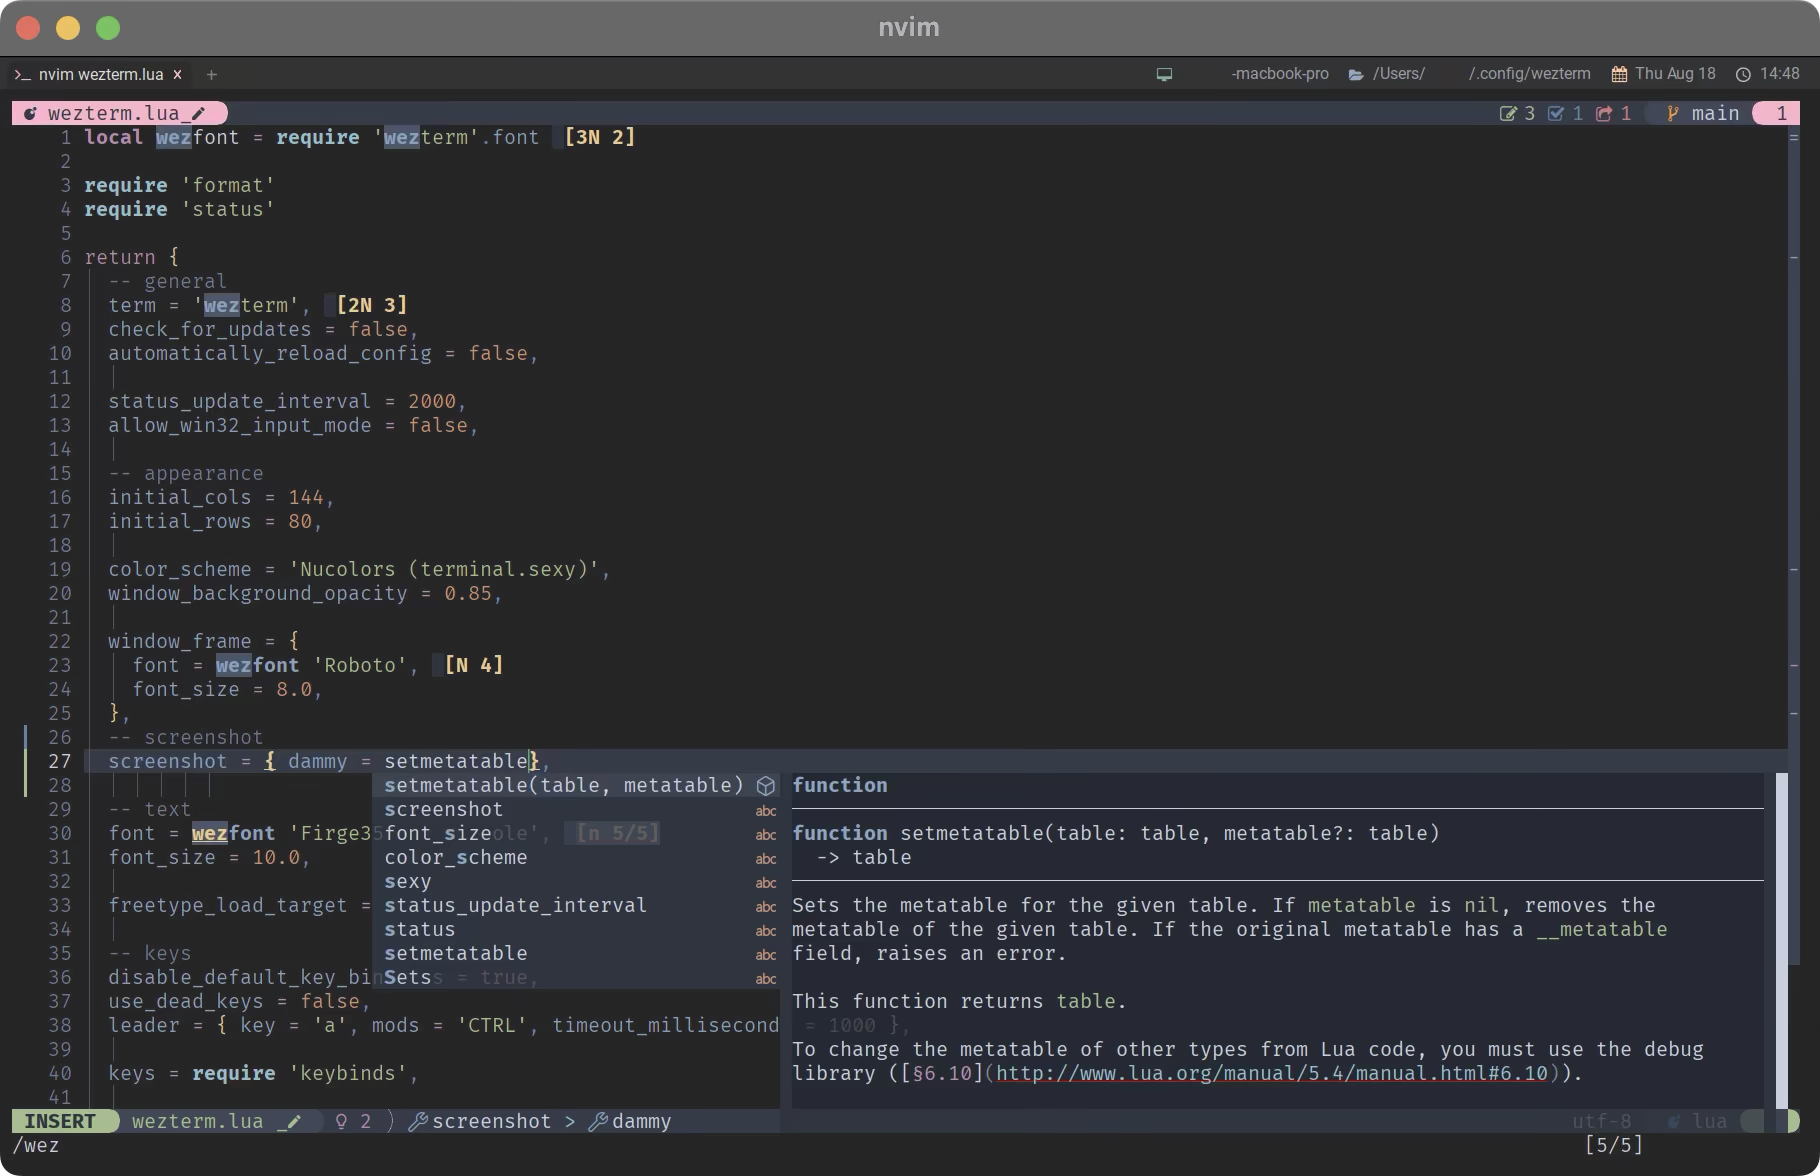 nvim
nvim wezterm.lua x +
-macbook-pro /Users/ /.config/wezterm Thu Aug 18 14:48
wezterm.lua 3 1 1 main 1
1 local wezfont = require 'wezterm'.font [3N 2]
2
3 require 'format'
4 require 'status'
5
6 return {
7 -- general
8 term = 'wezterm', [2N 3]
9 check_for_updates = false,
10 automatically_reload_config = false,
11
12 status_update_interval = 2000,
13 allow_win32_input_mode = false,
14
15 -- appearance
16 initial_cols = 144,
17 initial_rows = 80,
18
19 color_scheme = 'Nucolors (terminal.sexy)',
20 window_background_opacity = 0.85,
21
22 window_frame = {
23 font = wezfont 'Roboto', [N 4]
24 font_size = 8.0,
25 },
26 -- screenshot
27 screenshot = { dammy = setmetatable},
28
29 -- text
30 font = wezfont 'Firge35 ole', [n 5/5]
31 font_size = 10.0,
32
33 freetype_load_target =
34
35 -- keys
36 disable_default_key_bin s = true,
37 use_dead_keys = false,
38 leader = { key = 'a', mods = 'CTRL', timeout_millisecond = 1000 },
39
40 keys = require 'keybinds',
41
setmetatable(table, metatable)
screenshot abc
font_size abc
color_scheme abc
sexy abc
status_update_interval abc
status abc
setmetatable abc
Sets abc
function
function setmetatable(table: table, metatable?: table)
-> table
Sets the metatable for the given table. If metatable is nil, removes the
metatable of the given table. If the original metatable has a __metatable
field, raises an error.
This function returns table.
To change the metatable of other types from Lua code, you must use the debug
library ([§6.10](http://www.lua.org/manual/5.4/manual.html#6.10)).
INSERT wezterm.lua 2 screenshot > dammy utf-8 lua
/wez [5/5]